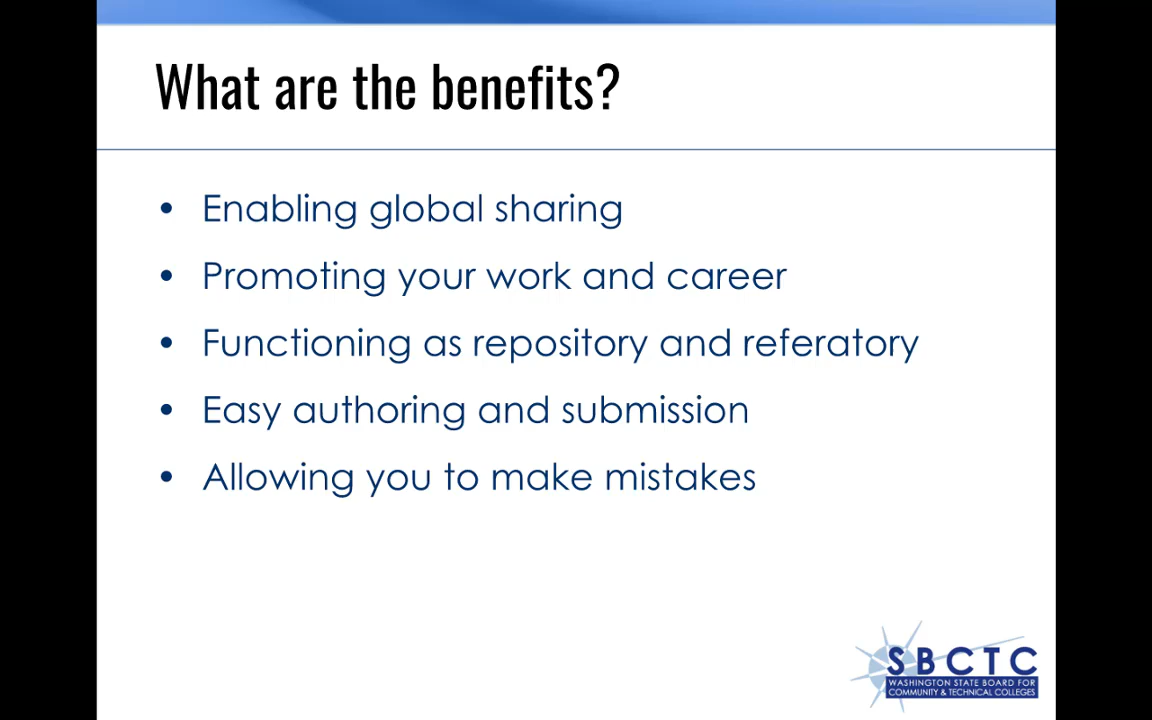 What are the benefits?
• Enabling global sharing
• Promoting your work and career
• Functioning as repository and referatory
• Easy authoring and submission
• Allowing you to make mistakes
SBCTC
WASHINGTON STATE BOARD FOR
COMMUNITY & TECHNICAL COLLEGES